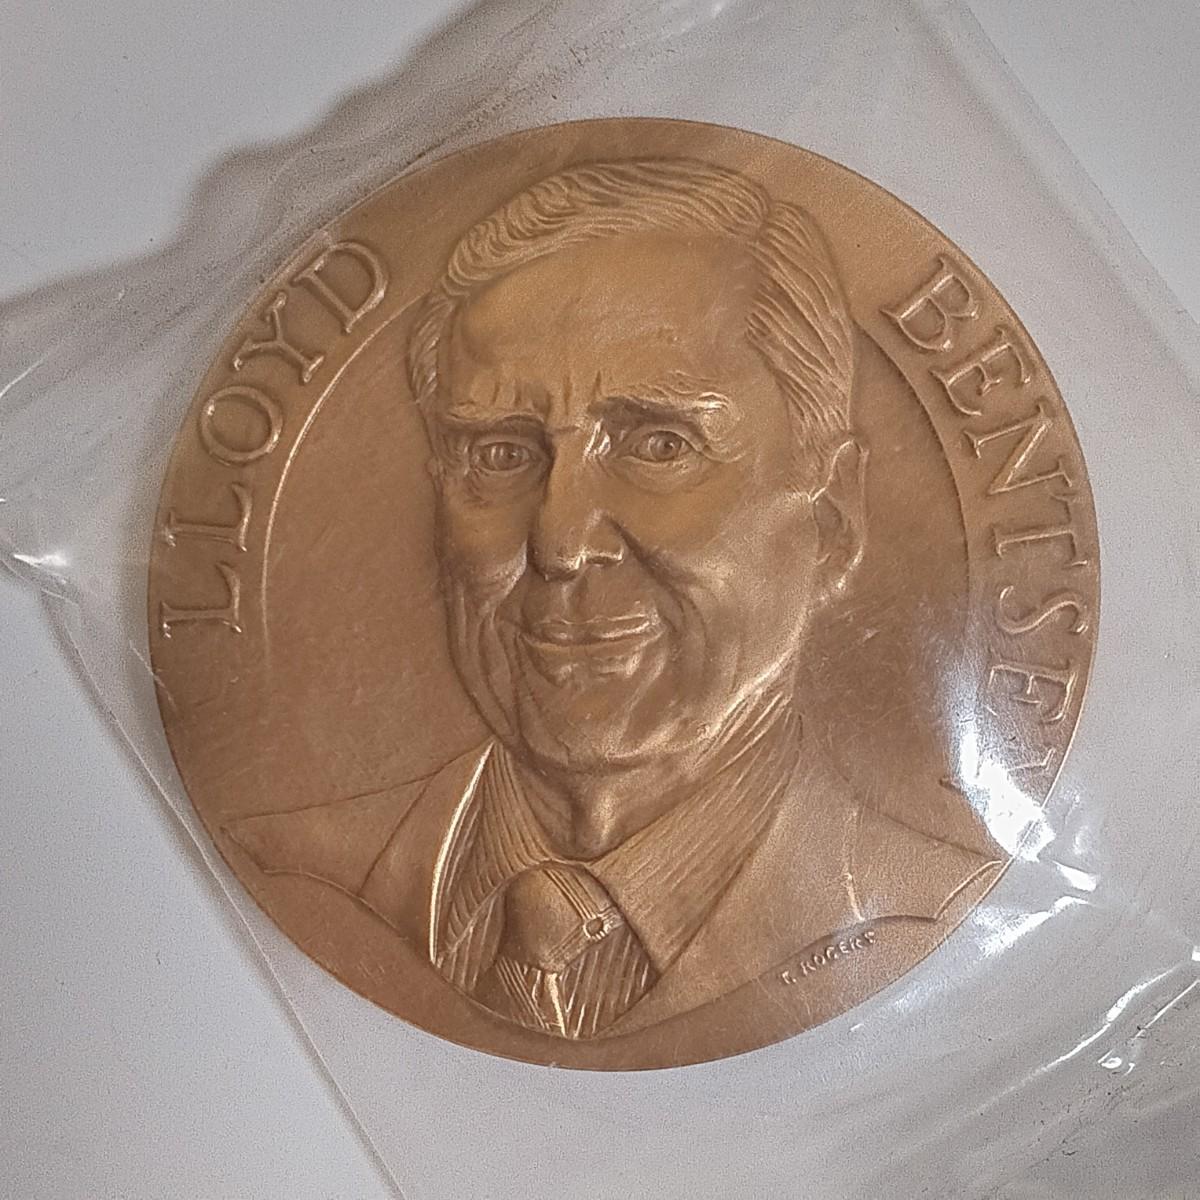 LLOYD
BENTSEN
T. ROGERS